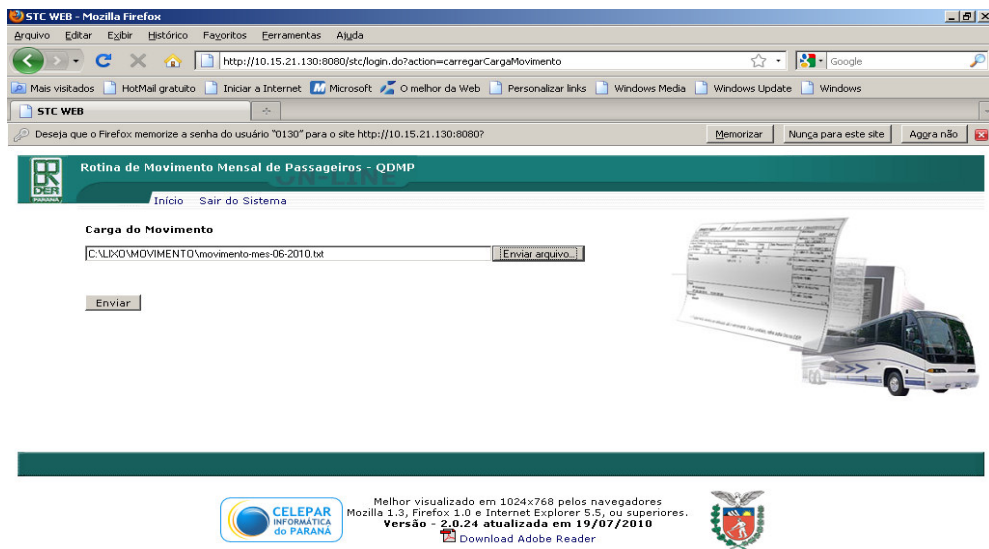 STC WEB - Mozilla Firefox
Arquivo Editar Exibir Histórico Favoritos Ferramentas Ajuda
http://10.15.21.130:8080/stc/login.do?action=carregarCargaMovimento Google
Mais visitados HotMail gratuito Iniciar a Internet Microsoft O melhor da Web Personalizar links Windows Media Windows Update Windows
STC WEB
Deseja que o Firefox memorize a senha do usuário "0130" para o site http://10.15.21.130:8080? Memorizar Nunca para este site Agora não
DER
PARANÁ
Rotina de Movimento Mensal de Passageiros - QDMP
ON-LINE
Início Sair do Sistema
Carga do Movimento
C:\LIXO\MOVIMENTO\movimento-mes-06-2010.txt Enviar arquivo...
Enviar
CELEPAR
INFORMÁTICA
do PARANÁ
Melhor visualizado em 1024x768 pelos navegadores
Mozilla 1.3, Firefox 1.0 e Internet Explorer 5.5, ou superiores.
Versão - 2.0.24 atualizada em 19/07/2010
Download Adobe Reader